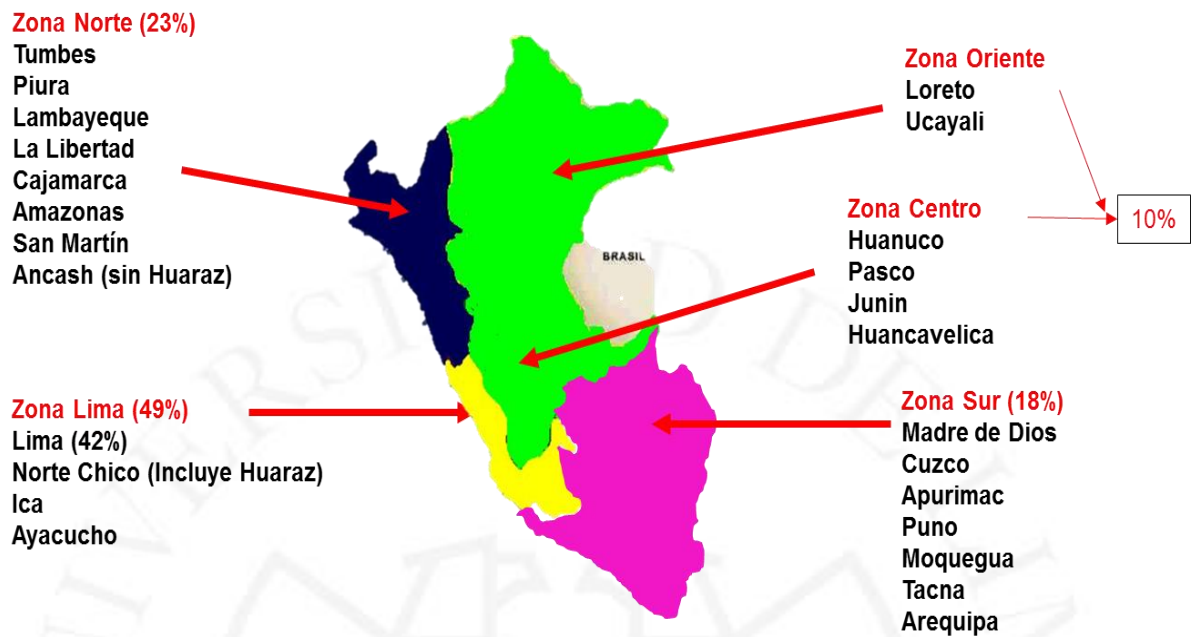 Zona Norte (23%)
Tumbes
Piura
Lambayeque
La Libertad
Cajamarca
Amazonas
San Martín
Ancash (sin Huaraz)
Zona Oriente
Loreto
Ucayali
Zona Centro
Huanuco
Pasco
Junin
Huancavelica
10%
BRASIL
Zona Lima (49%)
Lima (42%)
Norte Chico (Incluye Huaraz)
Ica
Ayacucho
Zona Sur (18%)
Madre de Dios
Cuzco
Apurimac
Puno
Moquegua
Tacna
Arequipa